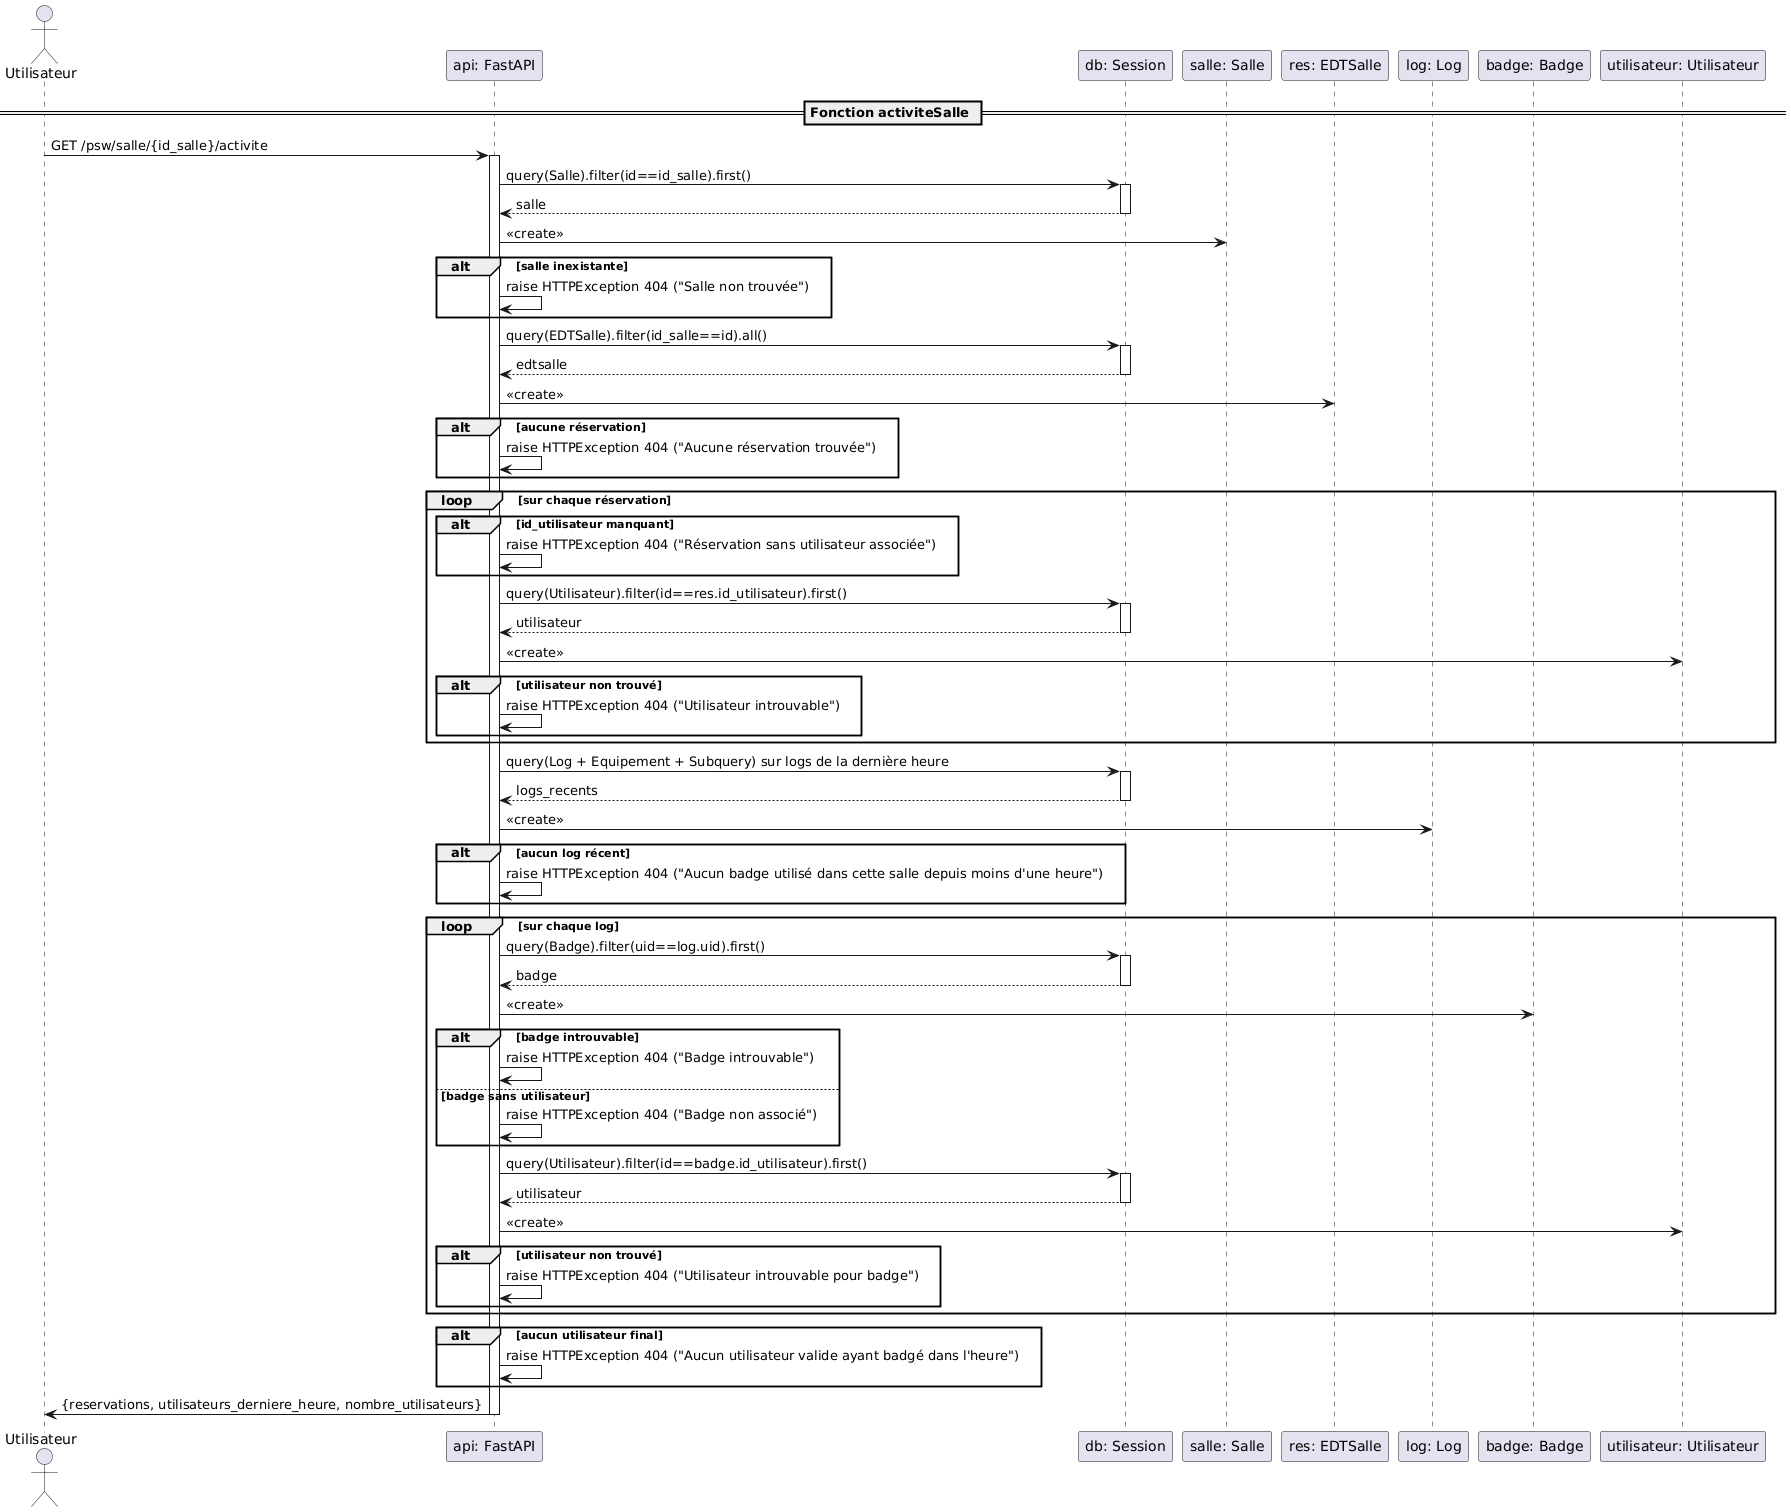 Utilisateur
api: FastAPI
db: Session
salle: Salle
res: EDTSalle
log: Log
badge: Badge
utilisateur: Utilisateur
Fonction activiteSalle
GET /psw/salle/{id_salle}/activite
query(Salle).filter(id==id_salle).first()
salle
«create»
alt
[salle inexistante]
raise HTTPException 404 ("Salle non trouvée")
query(EDTSalle).filter(id_salle==id).all()
edtsalle
«create»
alt
[aucune réservation]
raise HTTPException 404 ("Aucune réservation trouvée")
loop
[sur chaque réservation]
alt
[id_utilisateur manquant]
raise HTTPException 404 ("Réservation sans utilisateur associée")
query(Utilisateur).filter(id==res.id_utilisateur).first()
utilisateur
«create»
alt
[utilisateur non trouvé]
raise HTTPException 404 ("Utilisateur introuvable")
query(Log + Equipement + Subquery) sur logs de la dernière heure
logs_recents
«create»
alt
[aucun log récent]
raise HTTPException 404 ("Aucun badge utilisé dans cette salle depuis moins d'une heure")
loop
[sur chaque log]
query(Badge).filter(uid==log.uid).first()
badge
«create»
alt
[badge introuvable]
raise HTTPException 404 ("Badge introuvable")
[badge sans utilisateur]
raise HTTPException 404 ("Badge non associé")
query(Utilisateur).filter(id==badge.id_utilisateur).first()
utilisateur
«create»
alt
[utilisateur non trouvé]
raise HTTPException 404 ("Utilisateur introuvable pour badge")
alt
[aucun utilisateur final]
raise HTTPException 404 ("Aucun utilisateur valide ayant badgé dans l'heure")
{reservations, utilisateurs_derniere_heure, nombre_utilisateurs}
Utilisateur
api: FastAPI
db: Session
salle: Salle
res: EDTSalle
log: Log
badge: Badge
utilisateur: Utilisateur